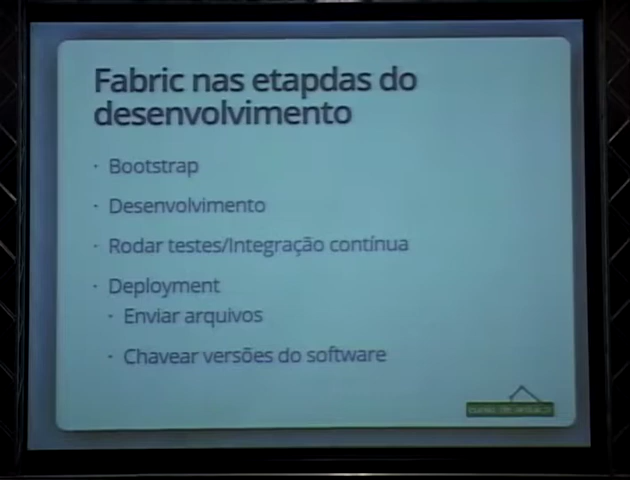 Fabric nas etapdas do
desenvolvimento
· Bootstrap
· Desenvolvimento
· Rodar testes/Integração contínua
· Deployment
· Enviar arquivos
· Chavear versões do software